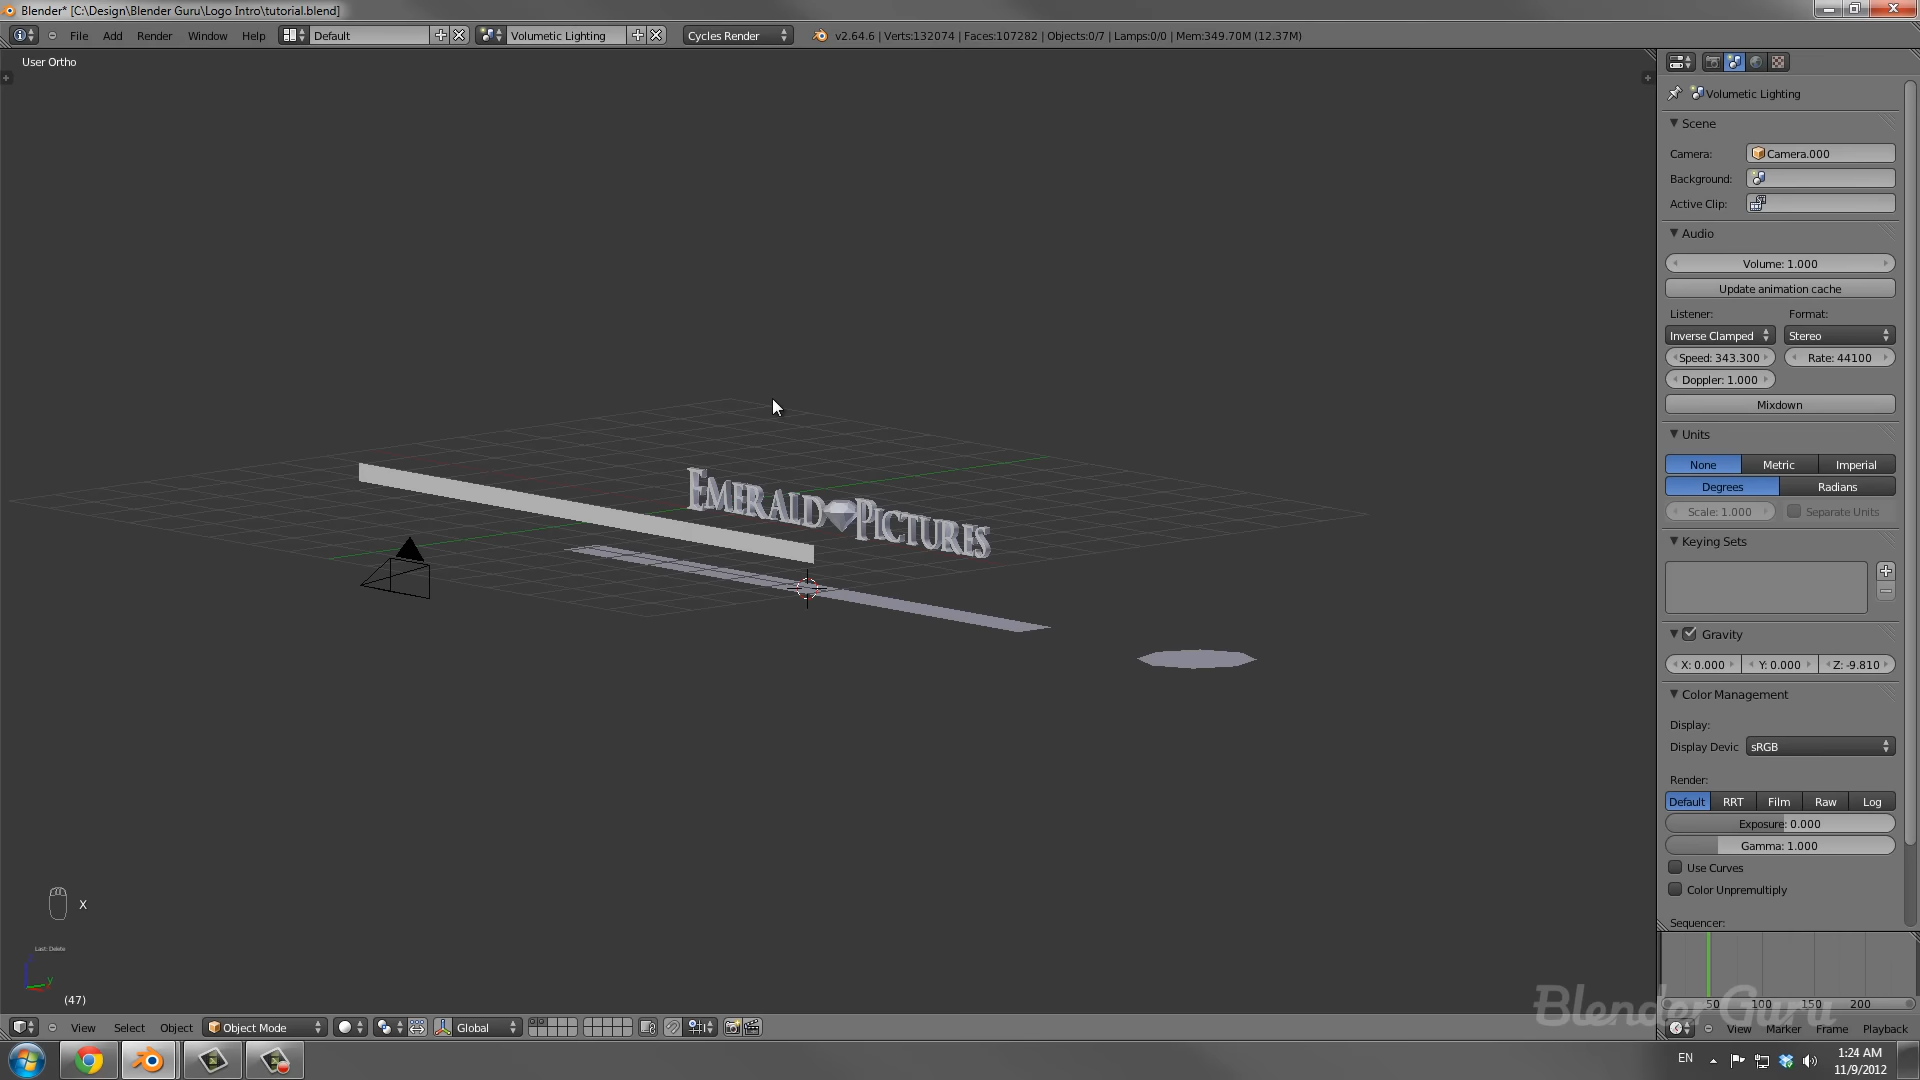 Blender* [C:\Design\Blender Guru\Logo Intro\tutorial.blend]
File Add Render Window Help Default Volumetic Lighting Cycles Render v2.64.6 | Verts:132074 | Faces:107282 | Objects:0/7 | Lamps:0/0 | Mem:349.70M (12.37M)
User Ortho
Volumetic Lighting
Scene
Camera: Camera.000
Background:
Active Clip:
Audio
Volume: 1.000
Update animation cache
Listener: Format:
Inverse Clamped Stereo
Speed: 343.300 Rate: 44100
Doppler: 1.000
Mixdown
Units
None Metric Imperial
Degrees Radians
Scale: 1.000 Separate Units
Keying Sets
Gravity
X: 0.000 Y: 0.000 Z: -9.810
Color Management
Display:
Display Devic sRGB
Render:
Default RRT Film Raw Log
Exposure: 0.000
Gamma: 1.000
Use Curves
Color Unpremultiply
Sequencer:
EMERALD PICTURES
X
Last: Delete
y
(47)
50 100 150 200
Blender Guru
View Select Object Object Mode Global
View Marker Frame Playback
EN
1:24 AM
11/9/2012